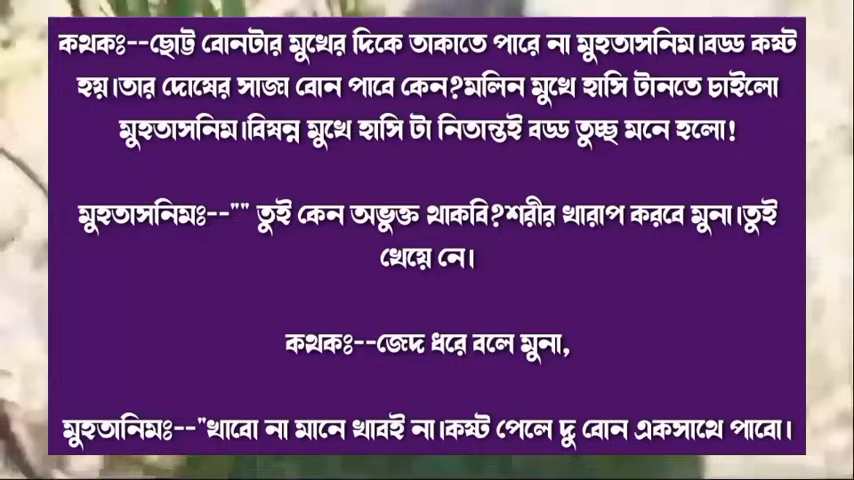 কথকঃ--ছোট্ট বোনটার মুখের দিকে তাকাতে পারে না মুহতাসনিম।বড্ড কষ্ট
হয়।তার দোষের সাজা বোন পাবে কেন?মলিন মুখে হাসি টানতে চাইলো
মুহতাসনিম।বিষন্ন মুখে হাসি টা নিতান্তই বড্ড তুচ্ছ মনে হলো!
মুহতাসনিমঃ--"" তুই কেন অভুক্ত থাকবি?শরীর খারাপ করবে মুনা।তুই
খেয়ে নে।
কথকঃ--জেদ ধরে বলে মুনা,
মুহতানিমঃ--"খাবো না মানে খাবই না।কষ্ট পেলে দু বোন একসাথে পাবো।